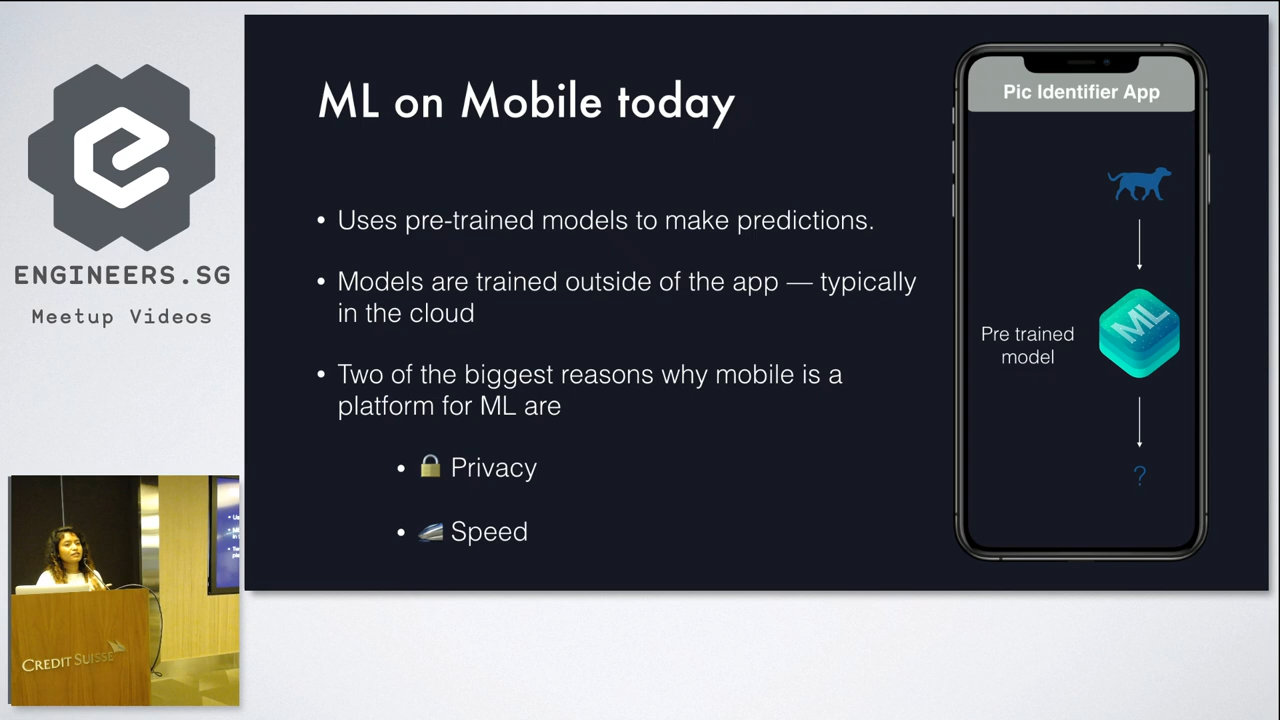 ENGINEERS.SG
Meetup Videos
ML on Mobile today
• Uses pre-trained models to make predictions.
• Models are trained outside of the app — typically
in the cloud
• Two of the biggest reasons why mobile is a
platform for ML are
• 🔒 Privacy
• 🚄 Speed
Pic Identifier App
ML
Pre trained
model
?
CREDIT SUISSE